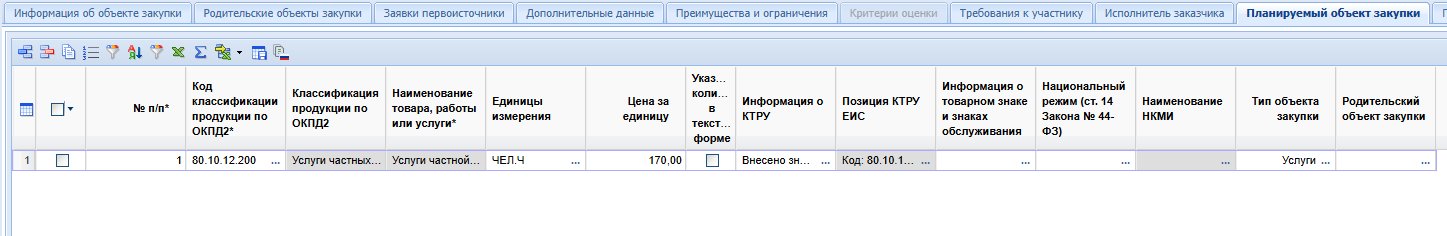 Информация об объекте закупки Родительские объекты закупки Заявки первоисточники Дополнительные данные Преимущества и ограничения Критерии оценки Требования к участнику Исполнитель заказчика Планируемый объект закупки
№ п/п*
Код классификации продукции по ОКПД2*
Классификация продукции по ОКПД2
Наименование товара, работы или услуги*
Единицы измерения
Цена за единицу
Указ... коли... в текст... форме
Информация о КТРУ
Позиция КТРУ ЕИС
Информация о товарном знаке и знаках обслуживания
Национальный режим (ст. 14 Закона № 44-ФЗ)
Наименование НКМИ
Тип объекта закупки
Родительский объект закупки
1 1 80.10.12.200 ... Услуги частных... Услуги частной... ЧЕЛ.Ч ... 170,00 Внесено зн... ... Код: 80.10.1... ... ... ... ... Услуги ... ...